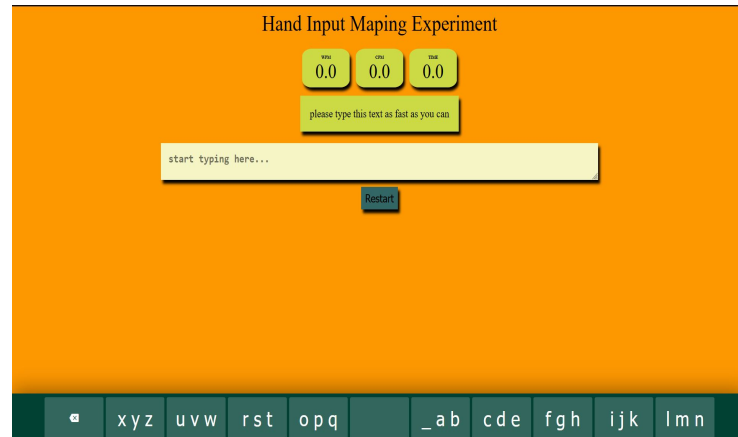 Hand Input Maping Experiment
WPM CPM TIME
0.0 0.0 0.0
please type this text as fast as you can
start typing here...
Restart
x y z u v w r s t o p q _ a b c d e f g h i j k l m n